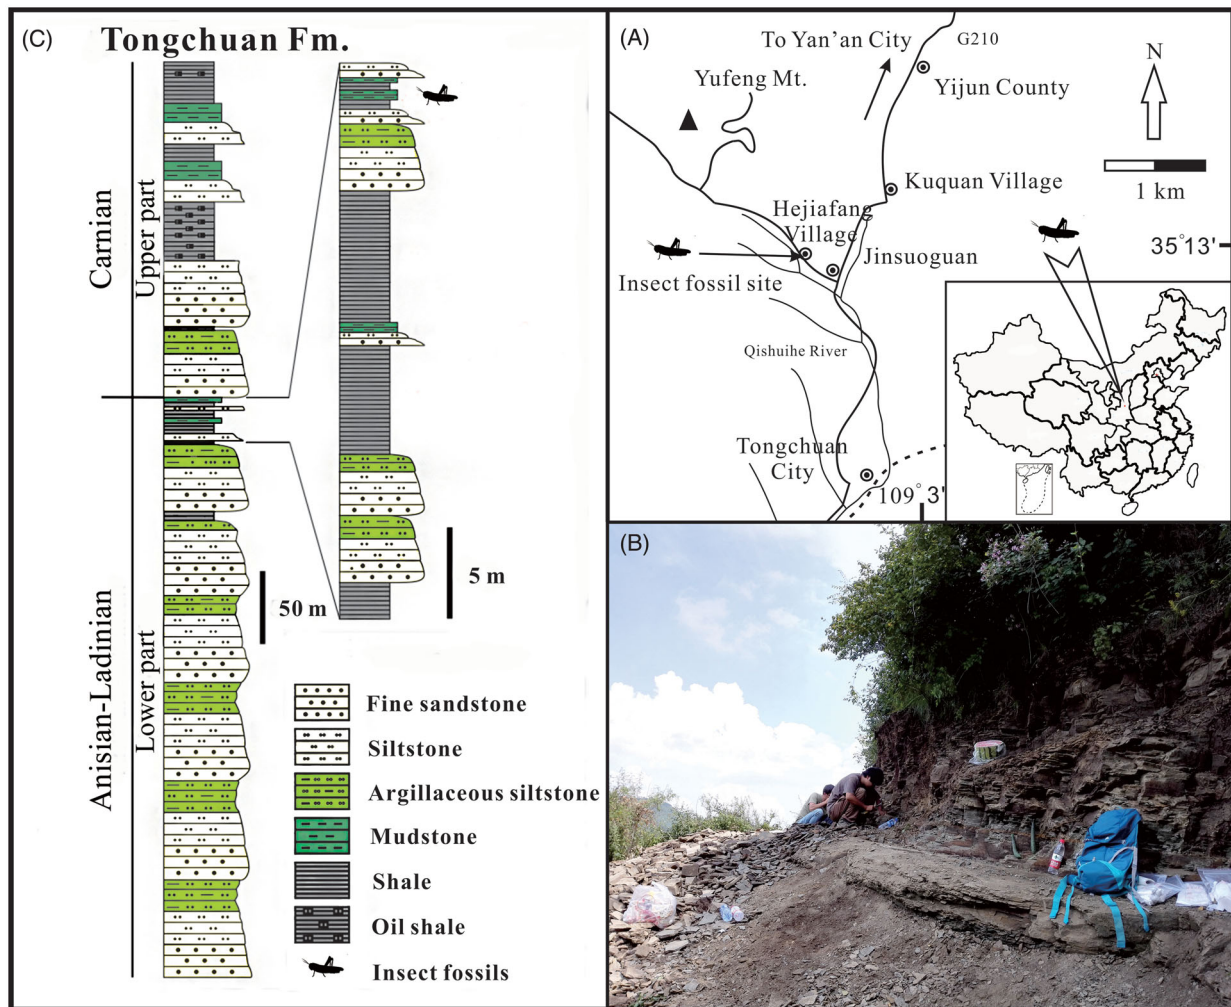 (C)
Tongchuan Fm.
Carnian
Upper part
Anisian-Ladinian
Lower part
50 m
5 m
Fine sandstone
Siltstone
Argillaceous siltstone
Mudstone
Shale
Oil shale
Insect fossils
(A)
To Yan'an City
G210
N
Yufeng Mt.
Yijun County
1 km
Kuquan Village
Hejiafang
Village
35°13'
Jinsuoguan
Insect fossil site
Qishuihe River
Tongchuan
City
109°3'
(B)